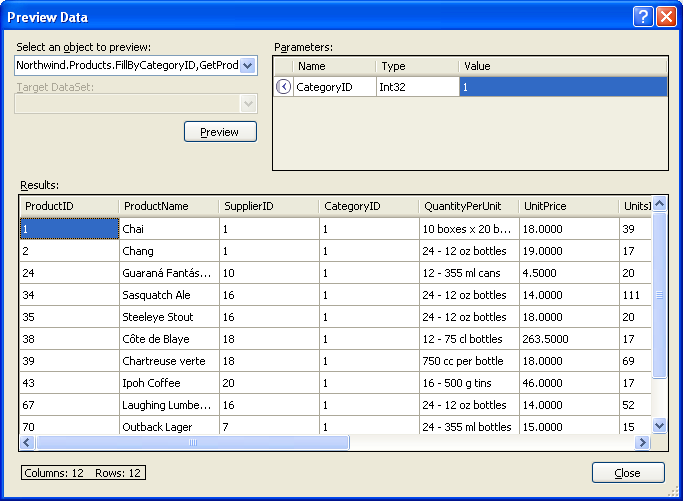 Preview Data
Select an object to preview:
Northwind.Products.FillByCategoryID,GetProd
Target DataSet:
Preview
Parameters:
Name Type Value
CategoryID Int32 1
Results:
ProductID ProductName SupplierID CategoryID QuantityPerUnit UnitPrice UnitsI
1 Chai 1 1 10 boxes x 20 b... 18.0000 39
2 Chang 1 1 24 - 12 oz bottles 19.0000 17
24 Guaraná Fantás... 10 1 12 - 355 ml cans 4.5000 20
34 Sasquatch Ale 16 1 24 - 12 oz bottles 14.0000 111
35 Steeleye Stout 16 1 24 - 12 oz bottles 18.0000 20
38 Côte de Blaye 18 1 12 - 75 cl bottles 263.5000 17
39 Chartreuse verte 18 1 750 cc per bottle 18.0000 69
43 Ipoh Coffee 20 1 16 - 500 g tins 46.0000 17
67 Laughing Lumbe... 16 1 24 - 12 oz bottles 14.0000 52
70 Outback Lager 7 1 24 - 355 ml bottles 15.0000 15
Columns: 12 Rows: 12
Close